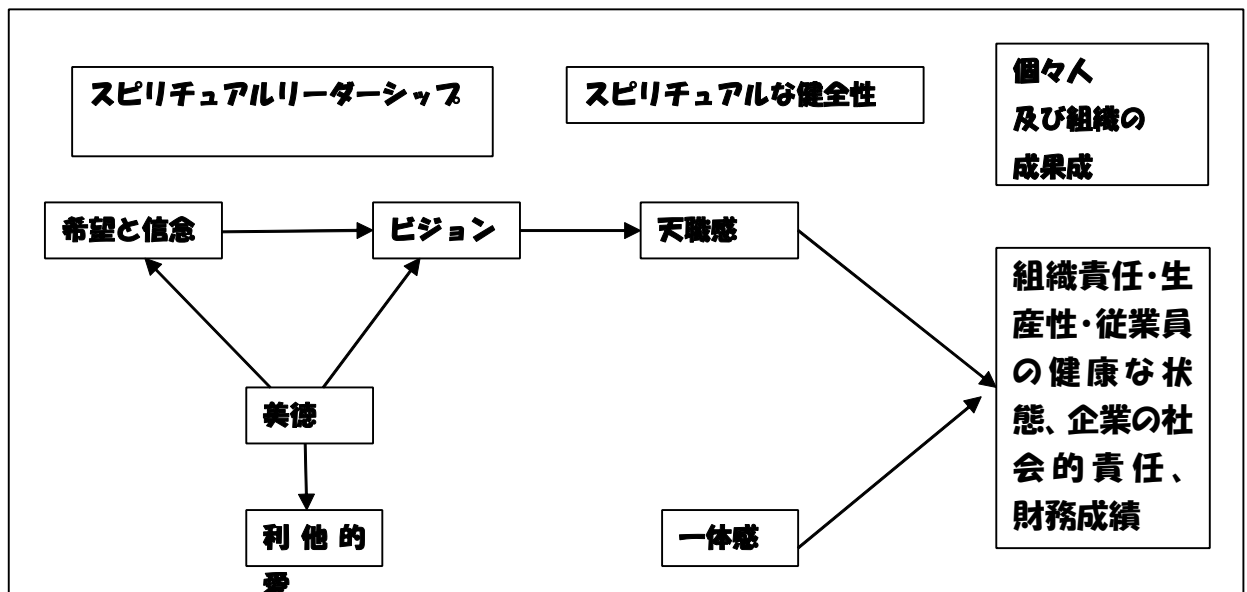 スピリチュアルリーダーシップ
スピリチュアルな健全性
個々人
及び組織の
成果成
希望と信念
ビジョン
天職感
組織責任・生
産性・従業員
の健康な状
態、企業の社
会的責任、
財務成績
美徳
利他的
愛
一体感